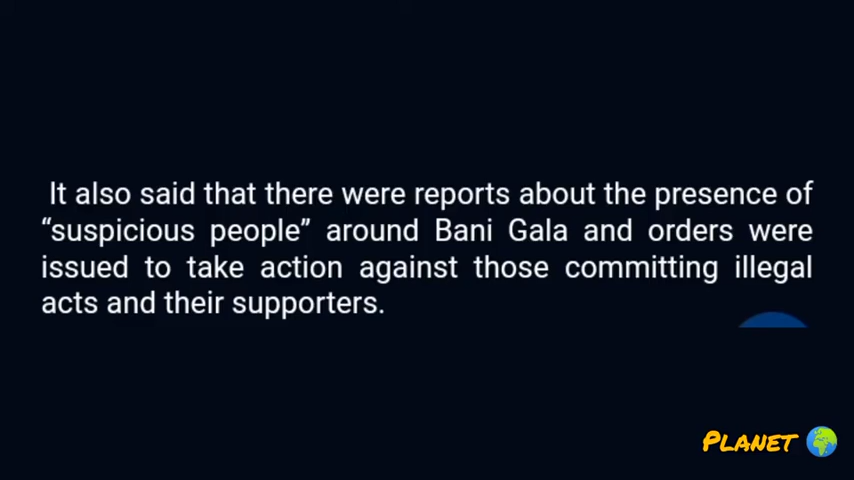 It also said that there were reports about the presence of
“suspicious people” around Bani Gala and orders were
issued to take action against those committing illegal
acts and their supporters.
PLANET